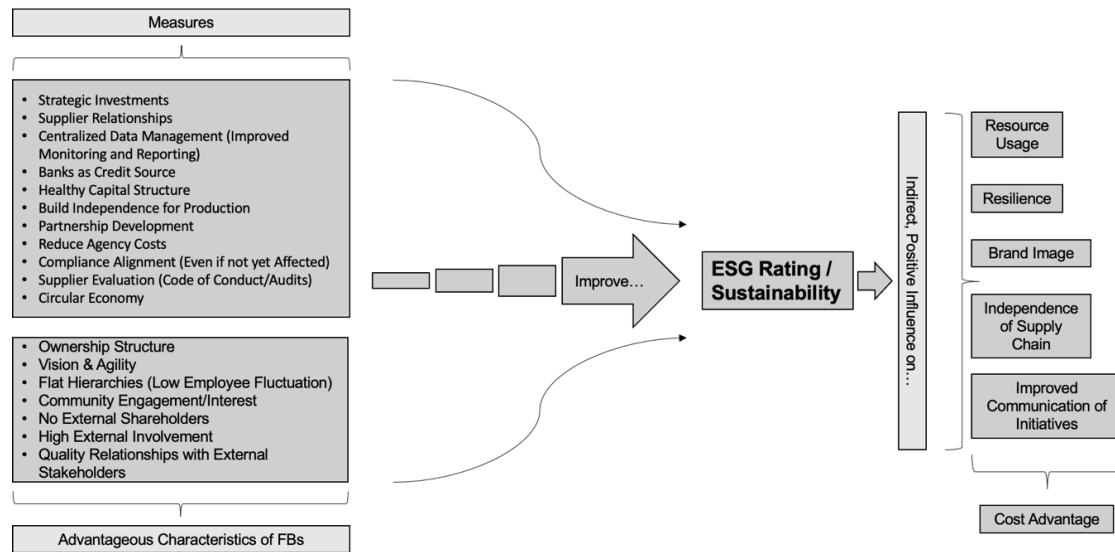 Measures
• Strategic Investments
• Supplier Relationships
• Centralized Data Management (Improved
Monitoring and Reporting)
• Banks as Credit Source
• Healthy Capital Structure
• Build Independence for Production
• Partnership Development
• Reduce Agency Costs
• Compliance Alignment (Even if not yet Affected)
• Supplier Evaluation (Code of Conduct/Audits)
• Circular Economy
• Ownership Structure
• Vision & Agility
• Flat Hierarchies (Low Employee Fluctuation)
• Community Engagement/Interest
• No External Shareholders
• High External Involvement
• Quality Relationships with External
Stakeholders
Advantageous Characteristics of FBs
Improve…
ESG Rating /
Sustainability
Indirect, Positive Influence on…
Resource
Usage
Resilience
Brand Image
Independence
of Supply
Chain
Improved
Communication of
Initiatives
Cost Advantage